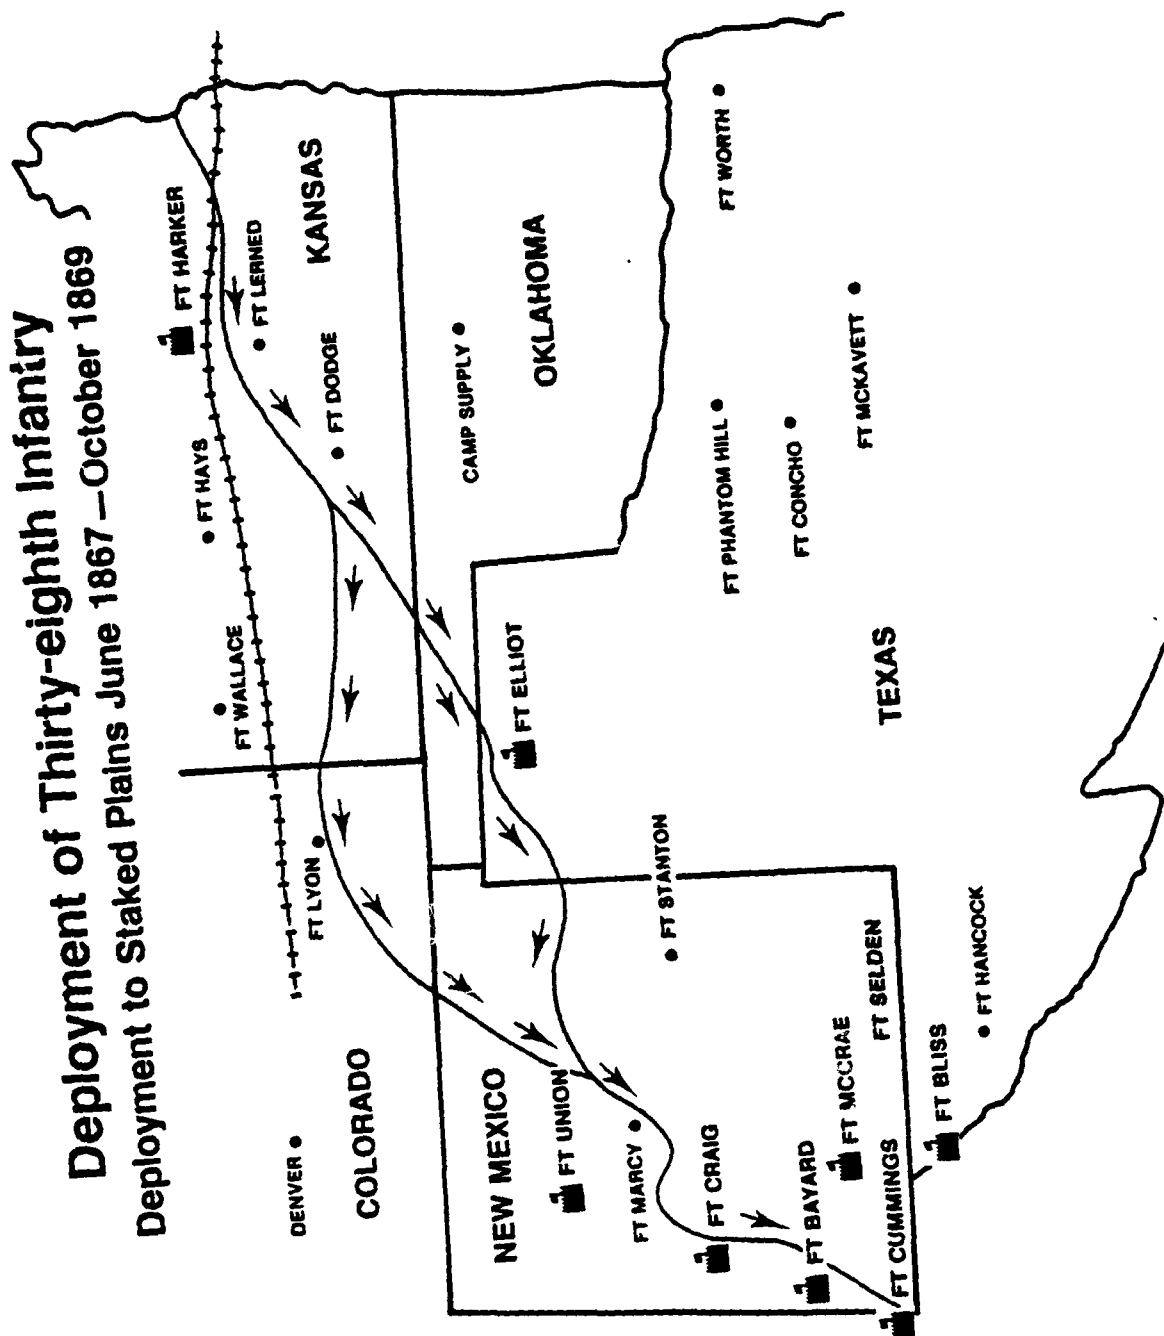 Deployment of Thirty-eighth Infantry
Deployment to Staked Plains June 1867–October 1869
DENVER
COLORADO
FT LYON
FT WALLACE
FT HAYS
FT HARKER
FT LERNED
KANSAS
FT DODGE
NEW MEXICO
FT UNION
FT MARCY
FT CRAIG
FT BAYARD
FT MCCRAE
FT CUMMINGS
FT SELDEN
FT STANTON
FT ELLIOT
CAMP SUPPLY
OKLAHOMA
FT WORTH
FT PHANTOM HILL
FT CONCHO
FT MCKAVETT
TEXAS
FT BLISS
FT HANCOCK